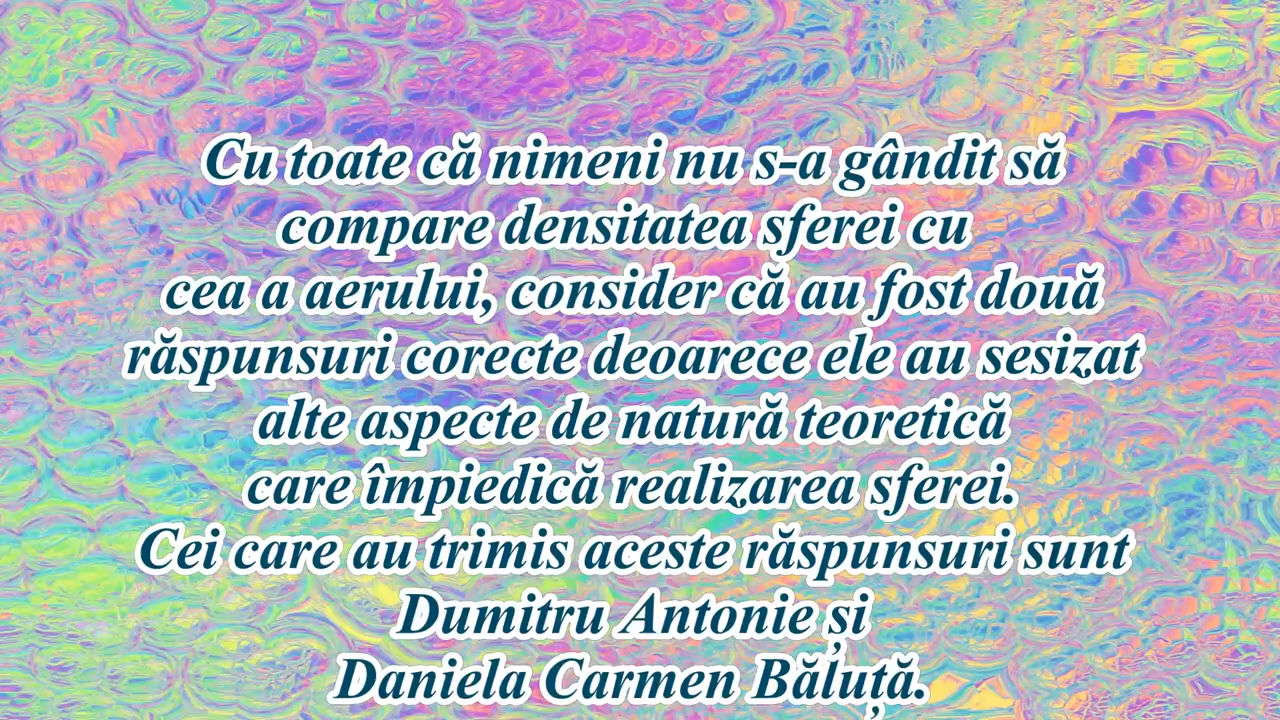 Cu toate că nimeni nu s-a gândit să
compare densitatea sferei cu
cea a aerului, consider că au fost două
răspunsuri corecte deoarece ele au sesizat
alte aspecte de natură teoretică
care împiedică realizarea sferei.
Cei care au trimis aceste răspunsuri sunt
Dumitru Antonie și
Daniela Carmen Băluță.